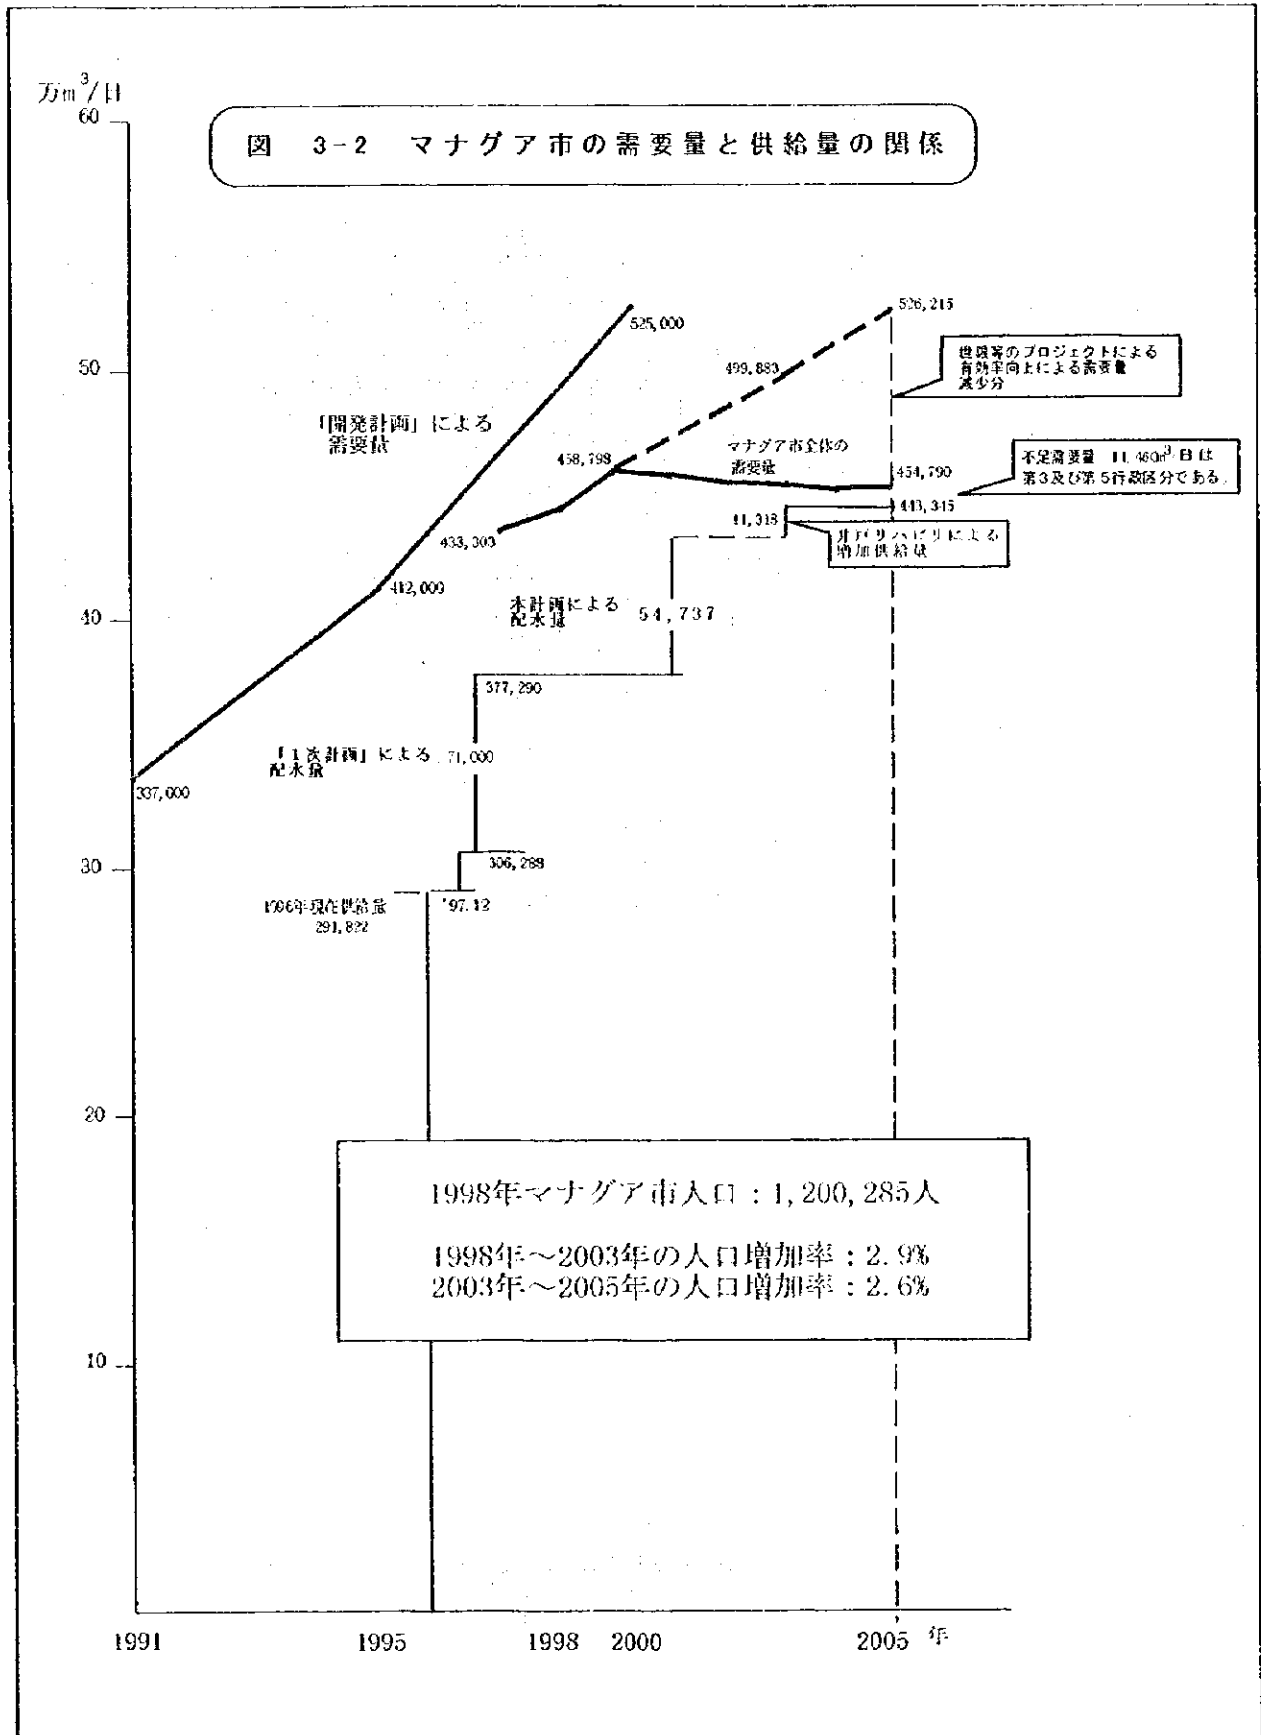 万m³/日
60
図 3-2 マナグア市の需要量と供給量の関係
525,000
526,215
世銀等のプロジェクトによる
有効率向上による需要量
減少分
50
499,883
「開発計画」による
需要量
458,798
マナグア市全体の
需要量
454,790
不足需要量 11,460m³/日は
第3及び第5行政区分である。
443,345
11,318
433,303
井戸リハビリによる
増加供給量
412,000
本計画による
配水量
54,737
40
377,290
「1次計画」による
配水量
71,000
337,000
306,288
30
1996年現在供給量
291,822
'97.12
20
1998年マナグア市人口:1,200,285人
1998年~2003年の人口増加率:2.9%
2003年~2005年の人口増加率:2.6%
10
1991
1995
1998
2000
2005
年